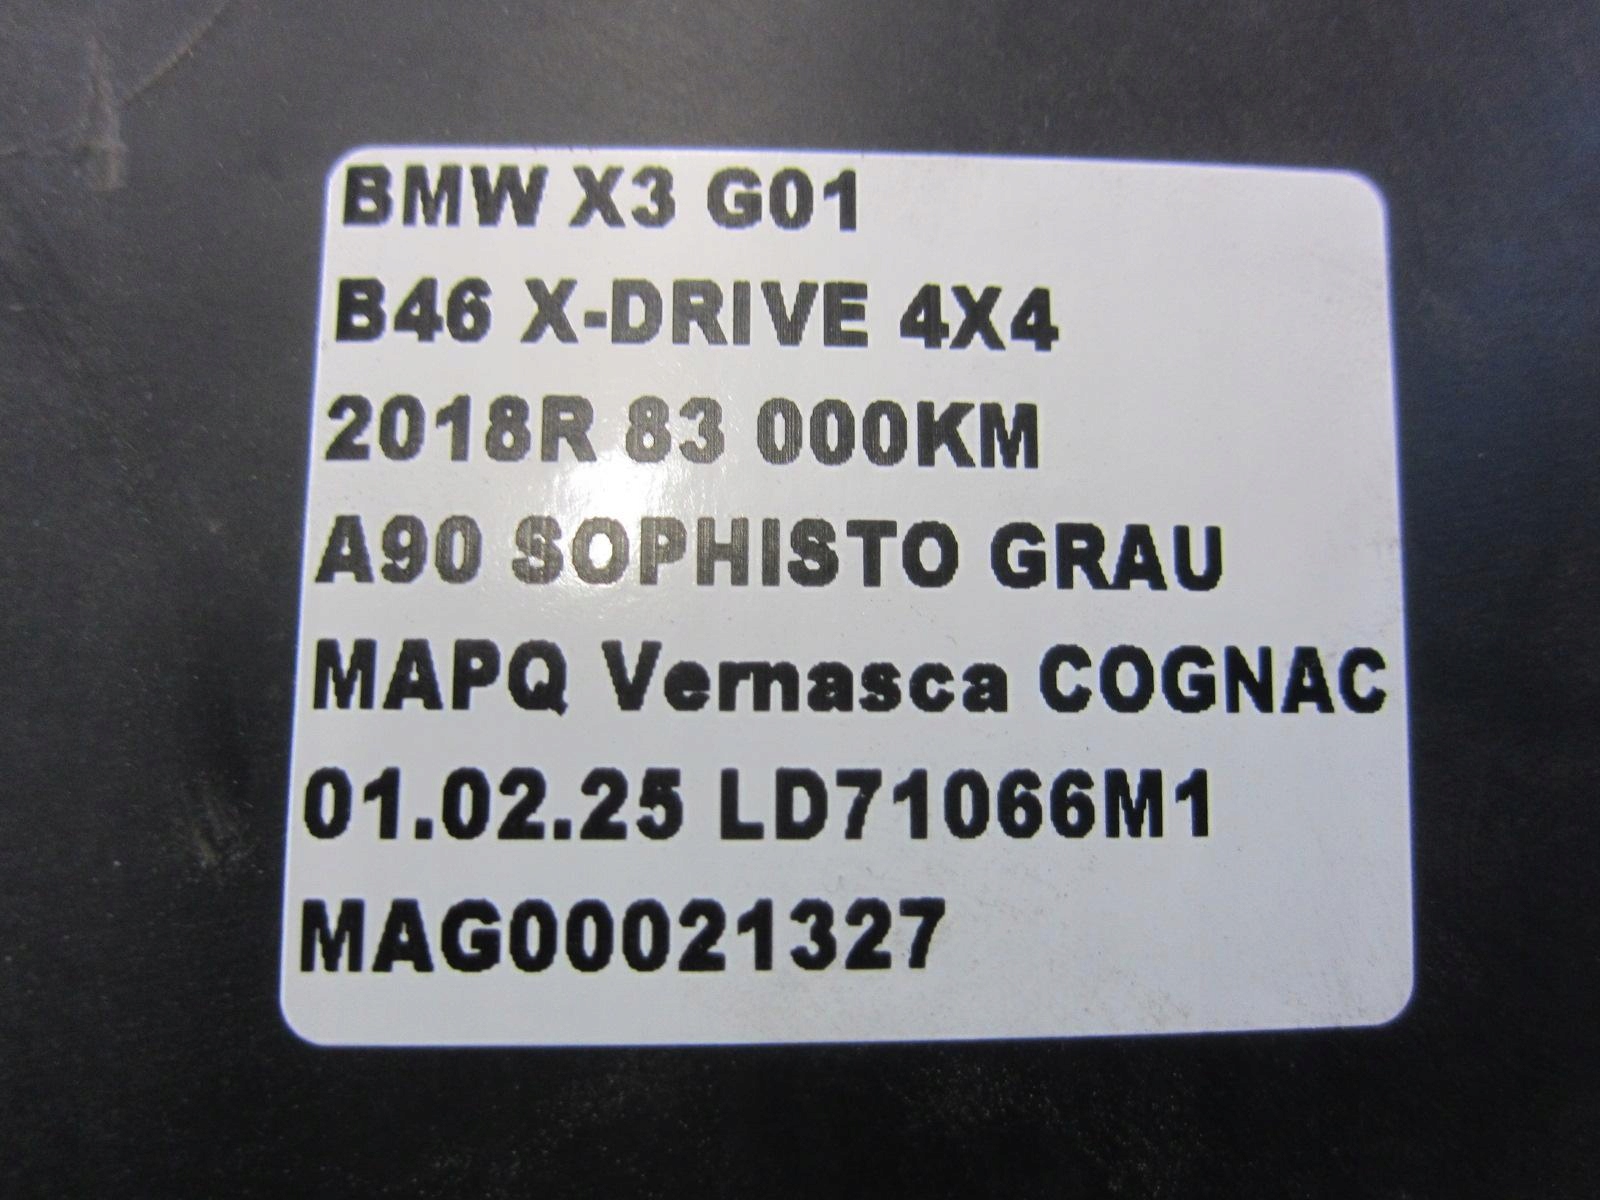 BMW X3 G01
B46 X-DRIVE 4X4
2018R 83 000KM
A90 SOPHISTO GRAU
MAPQ Vernasca COGNAC
01.02.25 LD71066M1
MAG00021327